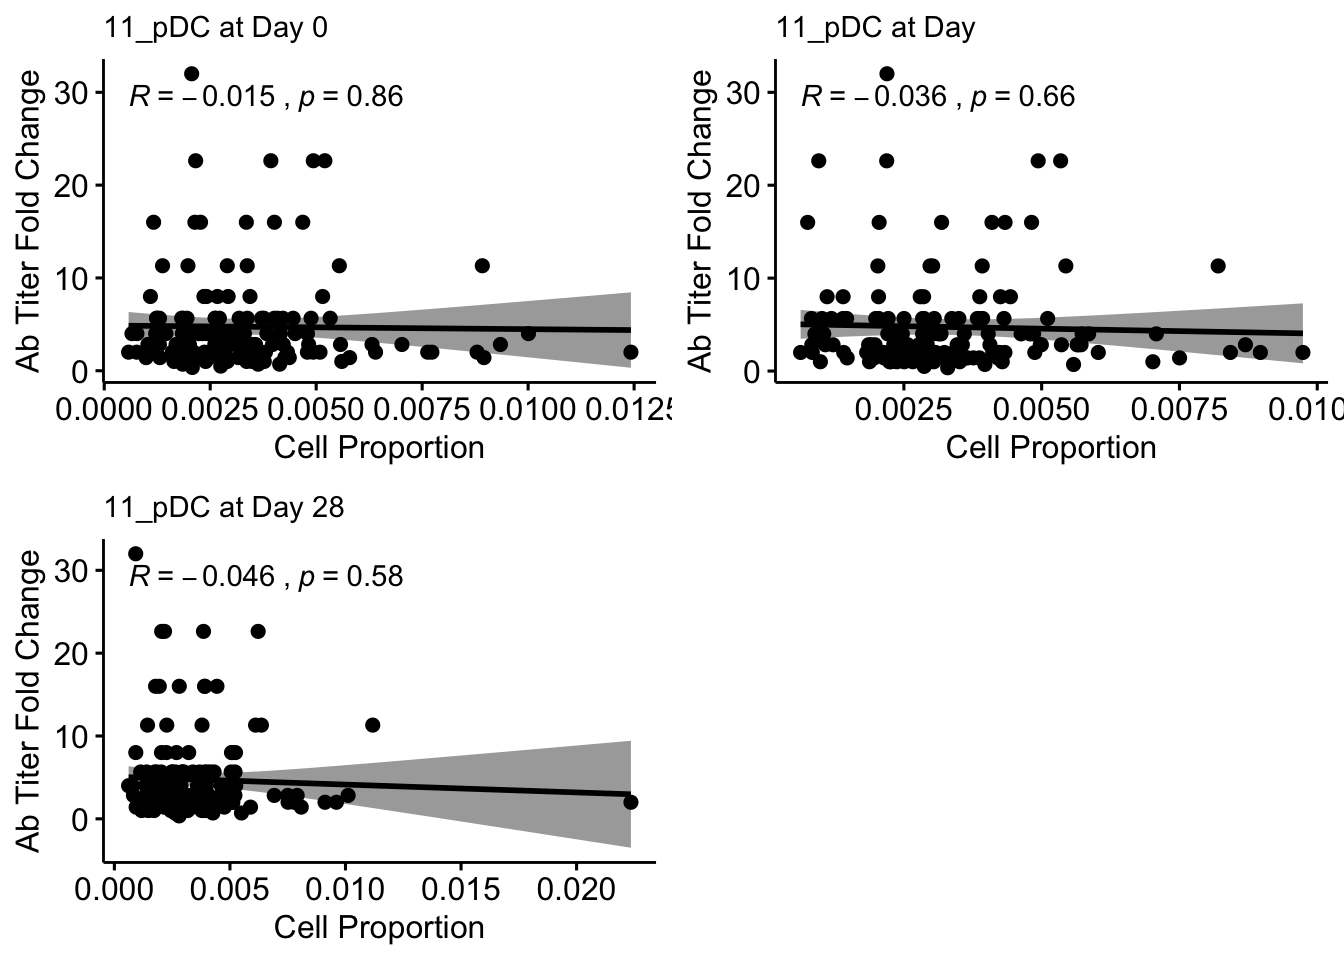 11_pDC at Day 0
Ab Titer Fold Change
30
20
10
0
R = −0.015 , p = 0.86
0.0000 0.0025 0.0050 0.0075 0.0100 0.0125
Cell Proportion
11_pDC at Day
Ab Titer Fold Change
30
20
10
0
R = −0.036 , p = 0.66
0.0025 0.0050 0.0075 0.010
Cell Proportion
11_pDC at Day 28
Ab Titer Fold Change
30
20
10
0
R = −0.046 , p = 0.58
0.000 0.005 0.010 0.015 0.020
Cell Proportion